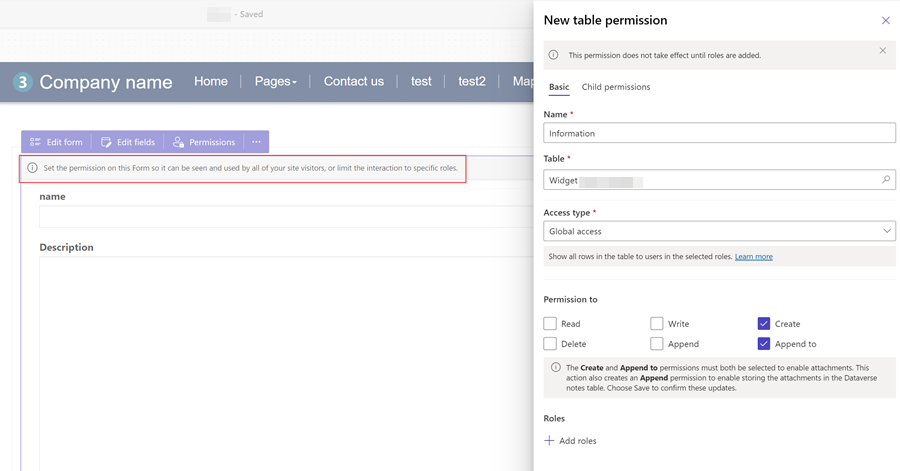 - Saved
3 Company name Home Pages Contact us test test2 Map
Edit form Edit fields Permissions ...
Set the permission on this Form so it can be seen and used by all of your site visitors, or limit the interaction to specific roles.
name
Description
New table permission
This permission does not take effect until roles are added.
Basic Child permissions
Name *
Information
Table *
Widget
Access type *
Global access
Show all rows in the table to users in the selected roles. Learn more
Permission to
Read Write Create
Delete Append Append to
The Create and Append to permissions must both be selected to enable attachments. This
action also creates an Append permission to enable storing the attachments in the Dataverse
notes table. Choose Save to confirm these updates.
Roles
Add roles